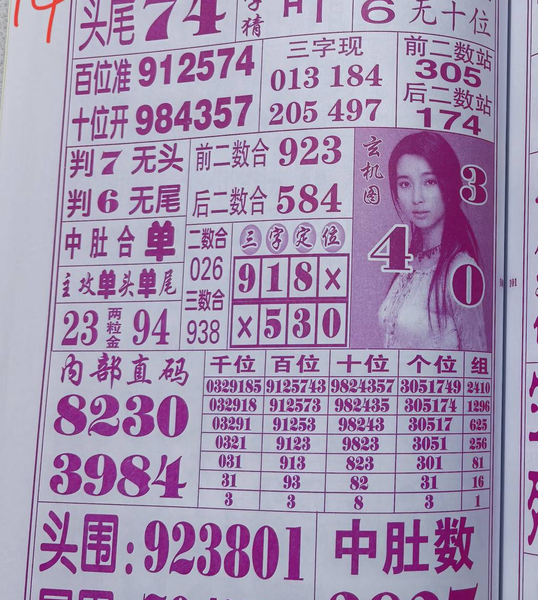 14
头尾 74 字猜 6 无十位
百位准 912574
十位开 984357
三字现
013 184
205 497
前二数站
305
后二数站
174
判7 无头
判6 无尾
前二数合 923
后二数合 584
玄机图
3
4
0
中肚合 单
主攻单头单尾
23 两粒金 94
二数合
026
三数合
938
三字定位
918×
×530
内部直码
8230
3984
千位 百位 十位 个位 组
0329185 9125743 9824357 3051749 2410
032918 912573 982435 305174 1296
03291 91253 98243 30517 625
0321 9123 9823 3051 256
031 913 823 301 81
31 93 82 31 16
3 3 8 3 1
头围:923801
中肚数